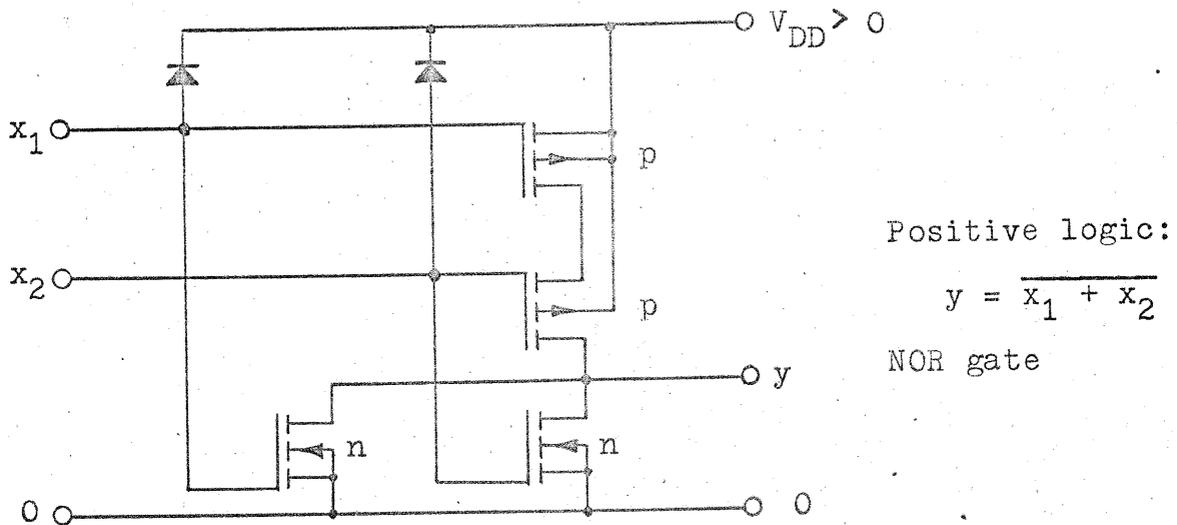 V_DD > 0
x_1
p
x_2
p
Positive logic:
y = \overline{x_1 + x_2}
NOR gate
y
n
n
0
0